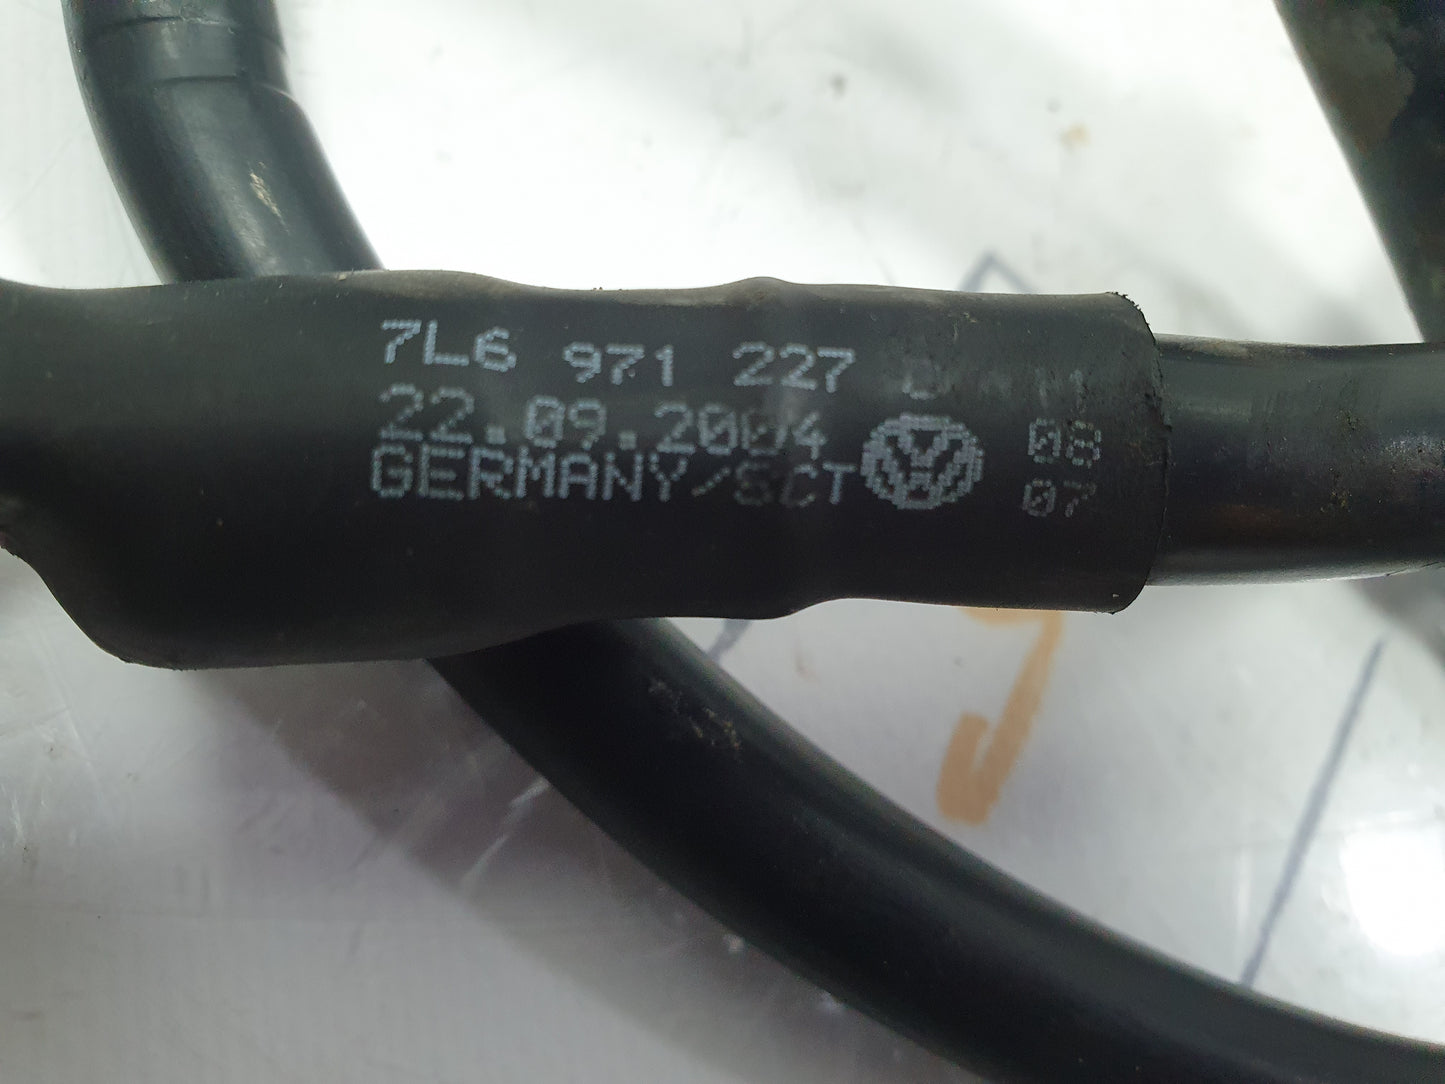 7L6 971 227
22.09.2004 08
GERMANY/SCT 07